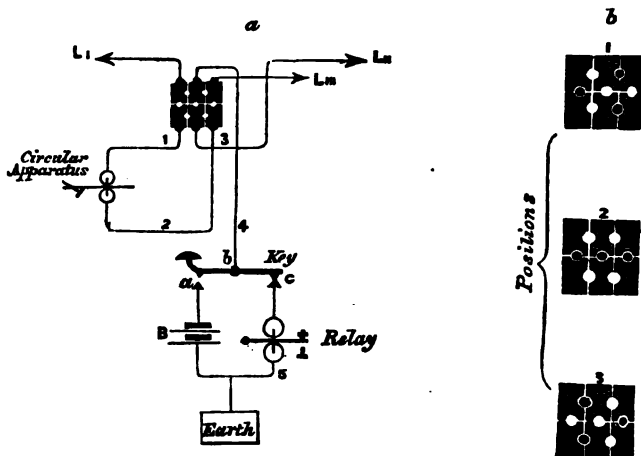 a
b
L1
Ln
Lm
1
3
Circular
Apparatus
2
4
b
Key
a
c
B
Relay
5
Earth
Positions
1
2
3